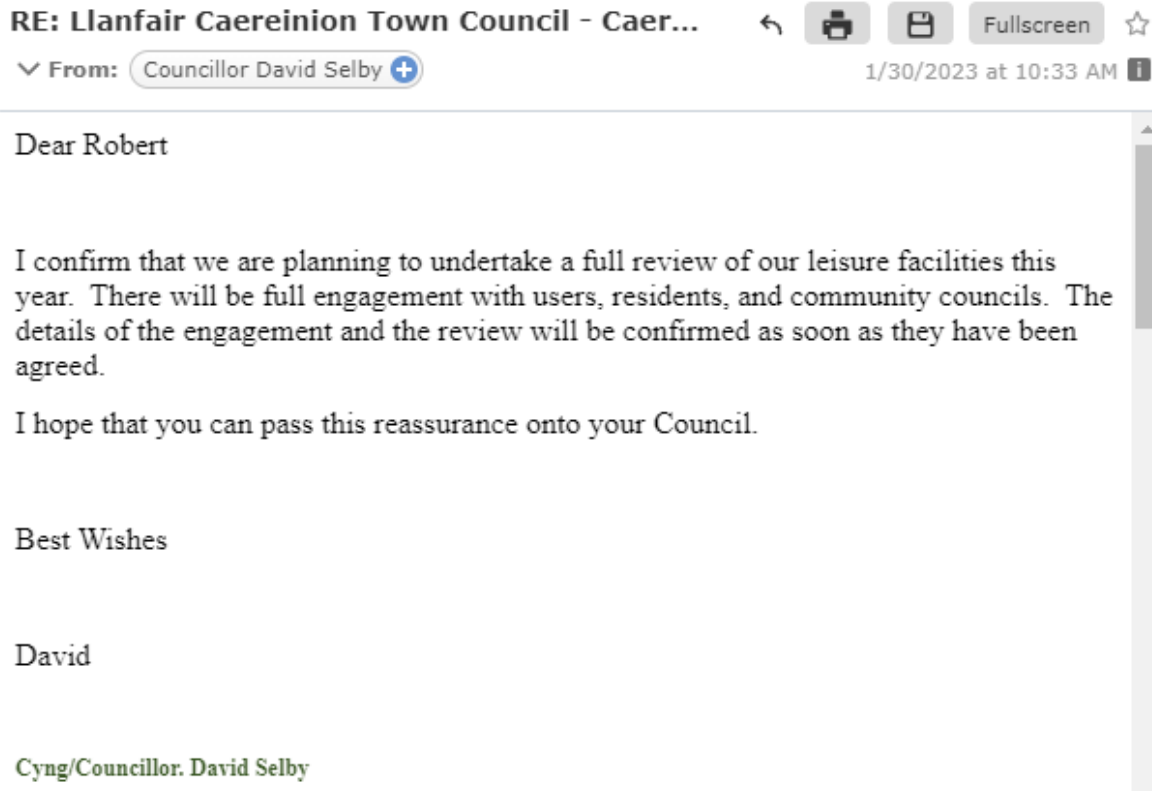 RE: Llanfair Caereinion Town Council - Caer...
Fullscreen
From: Councillor David Selby
1/30/2023 at 10:33 AM
Dear Robert
I confirm that we are planning to undertake a full review of our leisure facilities this
year.  There will be full engagement with users, residents, and community councils.  The
details of the engagement and the review will be confirmed as soon as they have been
agreed.
I hope that you can pass this reassurance onto your Council.
Best Wishes
David
Cyng/Councillor. David Selby